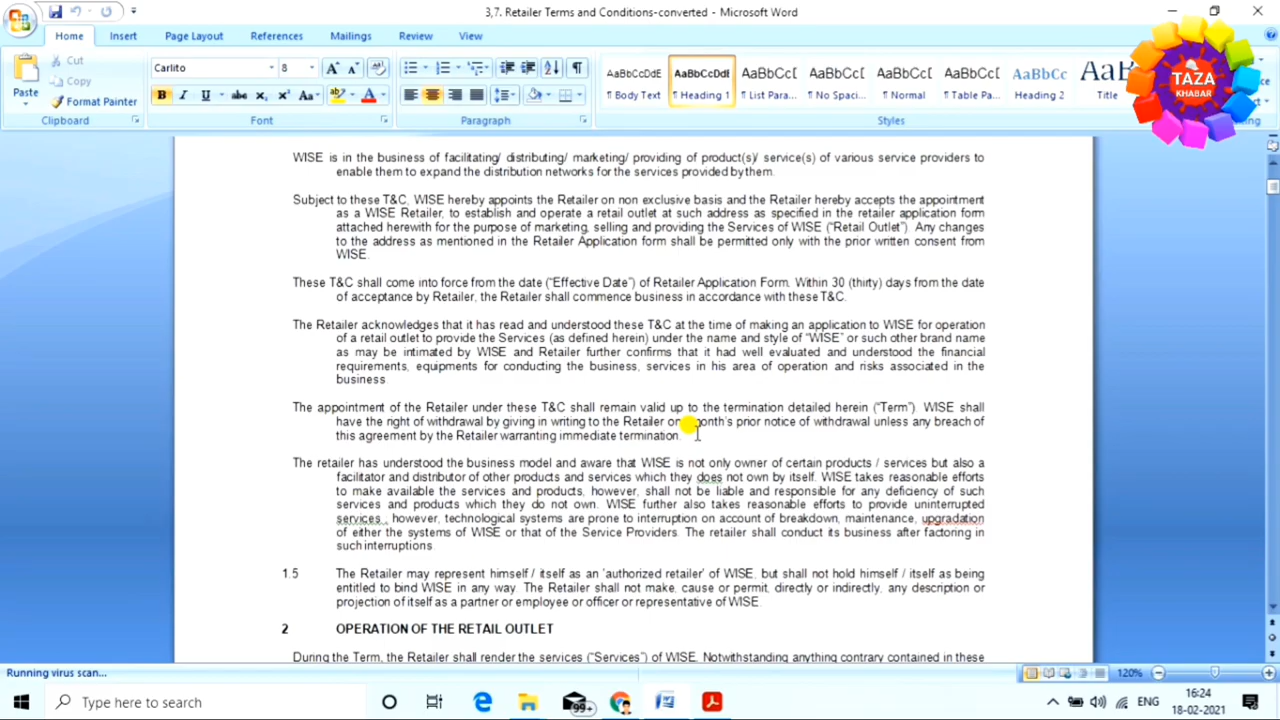 3,7. Retailer Terms and Conditions-converted - Microsoft Word
Home Insert Page Layout References Mailings Review View
Paste
Cut
Copy
Format Painter
Clipboard
Carlito 8
B I U abc x₂ x² Aa
Font
Paragraph
AaBbCcDdE AaBbCcDdI AaBbCcI AaBbCcI AaBbCcI AaBbCcI AaBbCc AaB
¶ Body Text ¶ Heading 1 ¶ List Para... ¶ No Spaci... ¶ Normal ¶ Table Pa... Heading 2 Title
Styles
TAZA
KHABAR
WISE is in the business of facilitating/ distributing/ marketing/ providing of product(s)/ service(s) of various service providers to
enable them to expand the distribution networks for the services provided by them.
Subject to these T&C, WISE hereby appoints the Retailer on non exclusive basis and the Retailer hereby accepts the appointment
as a WISE Retailer, to establish and operate a retail outlet at such address as specified in the retailer application form
attached herewith for the purpose of marketing, selling and providing the Services of WISE (“Retail Outlet”). Any changes
to the address as mentioned in the Retailer Application form shall be permitted only with the prior written consent from
WISE.
These T&C shall come into force from the date (“Effective Date”) of Retailer Application Form. Within 30 (thirty) days from the date
of acceptance by Retailer, the Retailer shall commence business in accordance with these T&C.
The Retailer acknowledges that it has read and understood these T&C at the time of making an application to WISE for operation
of a retail outlet to provide the Services (as defined herein) under the name and style of “WISE” or such other brand name
as may be intimated by WISE and Retailer further confirms that it had well evaluated and understood the financial
requirements, equipments for conducting the business, services in his area of operation and risks associated in the
business.
The appointment of the Retailer under these T&C shall remain valid up to the termination detailed herein (“Term”). WISE shall
have the right of withdrawal by giving in writing to the Retailer month’s prior notice of withdrawal unless any breach of
this agreement by the Retailer warranting immediate termination.
The retailer has understood the business model and aware that WISE is not only owner of certain products / services but also a
facilitator and distributor of other products and services which they does not own by itself. WISE takes reasonable efforts
to make available the services and products, however, shall not be liable and responsible for any deficiency of such
services and products which they do not own. WISE further also takes reasonable efforts to provide uninterrupted
services., however, technological systems are prone to interruption on account of breakdown, maintenance, upgradation
of either the systems of WISE or that of the Service Providers. The retailer shall conduct its business after factoring in
such interruptions.
1.5 The Retailer may represent himself / itself as an ‘authorized retailer’ of WISE, but shall not hold himself / itself as being
entitled to bind WISE in any way. The Retailer shall not make, cause or permit, directly or indirectly, any description or
projection of itself as a partner or employee or officer or representative of WISE.
2 OPERATION OF THE RETAIL OUTLET
During the Term, the Retailer shall render the services (“Services”) of WISE. Notwithstanding anything contrary contained in these
Running virus scan... 120%
Type here to search
99+
ENG
16:24
18-02-2021